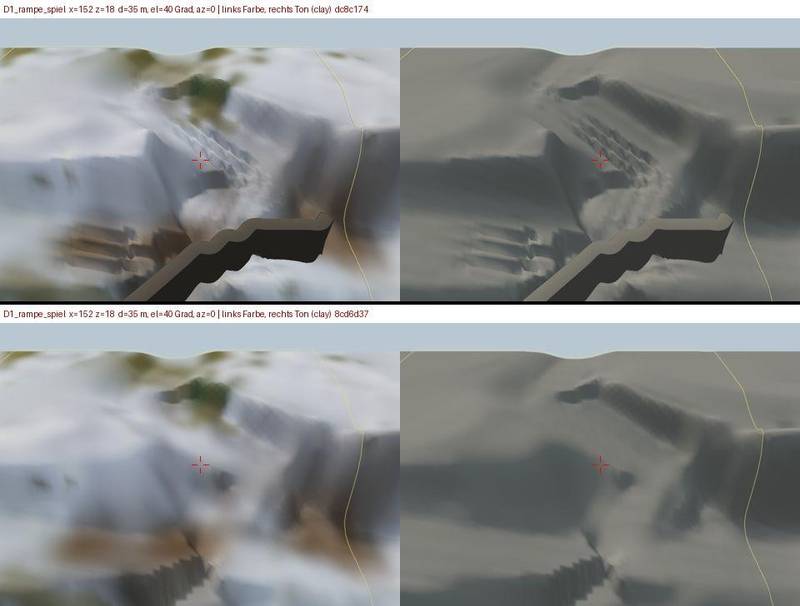 D1_rampe_spiel x=152 z=18 d=35 m, el=40 Grad, az=0 | links Farbe, rechts Ton (clay) dc8c174
D1_rampe_spiel x=152 z=18 d=35 m, el=40 Grad, az=0 | links Farbe, rechts Ton (clay) 8cd6d37